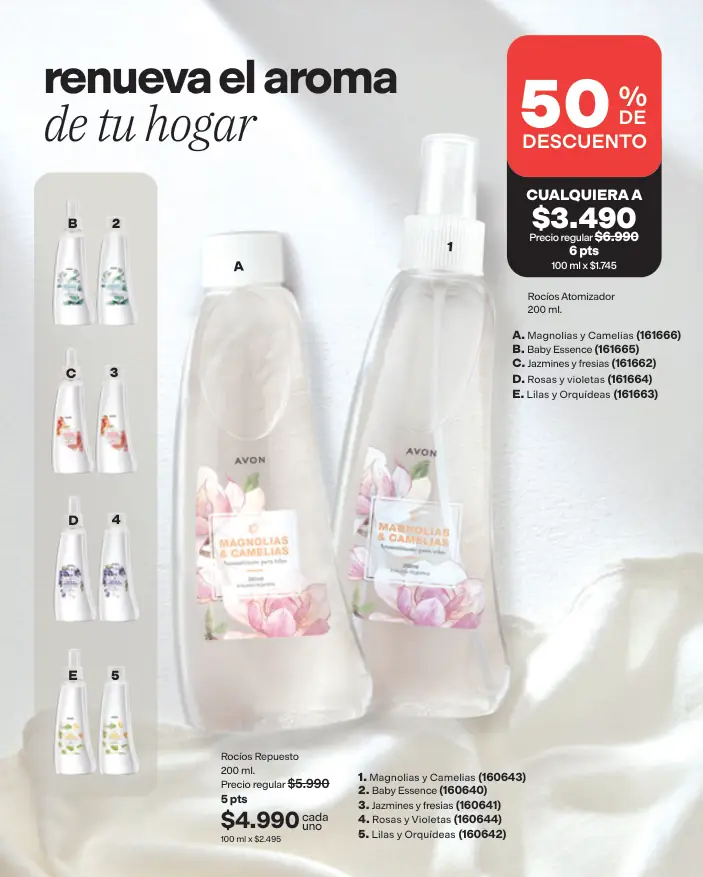 renueva el aroma
de tu hogar
50 % DE
DESCUENTO
CUALQUIERA A
$3.490
Precio regular $6.990
6 pts
100 ml x $1.745
Rocíos Atomizador
200 ml.
A. Magnolias y Camelias (161666)
B. Baby Essence (161665)
C. Jazmines y fresias (161662)
D. Rosas y violetas (161664)
E. Lilas y Orquídeas (161663)
B
2
C
3
D
4
E
5
A
1
AVON
MAGNOLIAS
& CAMELIAS
AVON
MAGNOLIAS
& CAMELIAS
Rocíos Repuesto
200 ml.
Precio regular $5.990
5 pts
$4.990 cada uno
100 ml x $2.495
1. Magnolias y Camelias (160643)
2. Baby Essence (160640)
3. Jazmines y fresias (160641)
4. Rosas y Violetas (160644)
5. Lilas y Orquídeas (160642)